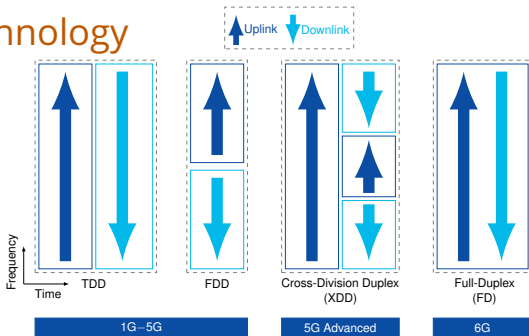 nnology
Uplink Downlink
Frequency
Time
TDD
FDD
Cross-Division Duplex
(XDD)
Full-Duplex
(FD)
1G–5G
5G Advanced
6G